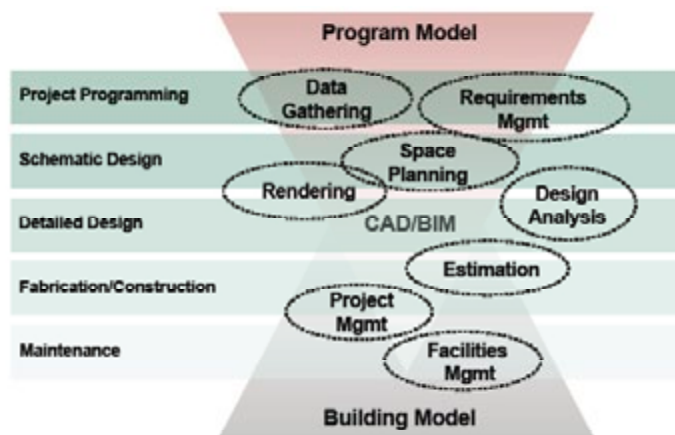 Program Model
Project Programming
Data
Gathering
Requirements
Mgmt
Schematic Design
Space
Planning
Rendering
Design
Analysis
Detailed Design
CAD/BIM
Estimation
Fabrication/Construction
Project
Mgmt
Maintenance
Facilities
Mgmt
Building Model